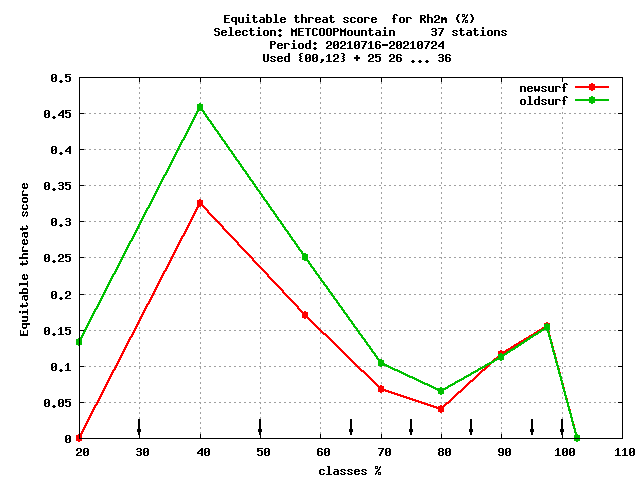 Equitable threat score  for Rh2m (%)
Selection: METCOOPMountain     37 stations
Period: 20210716-20210724
Used {00,12} + 25 26 ... 36
newsurf
oldsurf
Equitable threat score
0.5
0.45
0.4
0.35
0.3
0.25
0.2
0.15
0.1
0.05
0
20 30 40 50 60 70 80 90 100 110
classes %